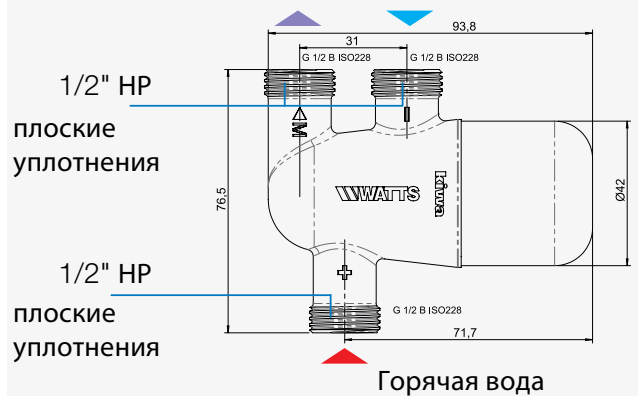 93,8
31
G 1/2 B ISO228
G 1/2 B ISO228
1/2" НР
плоские
уплотнения
M
76,5
WATTS
kiwa
Ø42
1/2" НР
плоские
уплотнения
+
G 1/2 B ISO228
71,7
Горячая вода